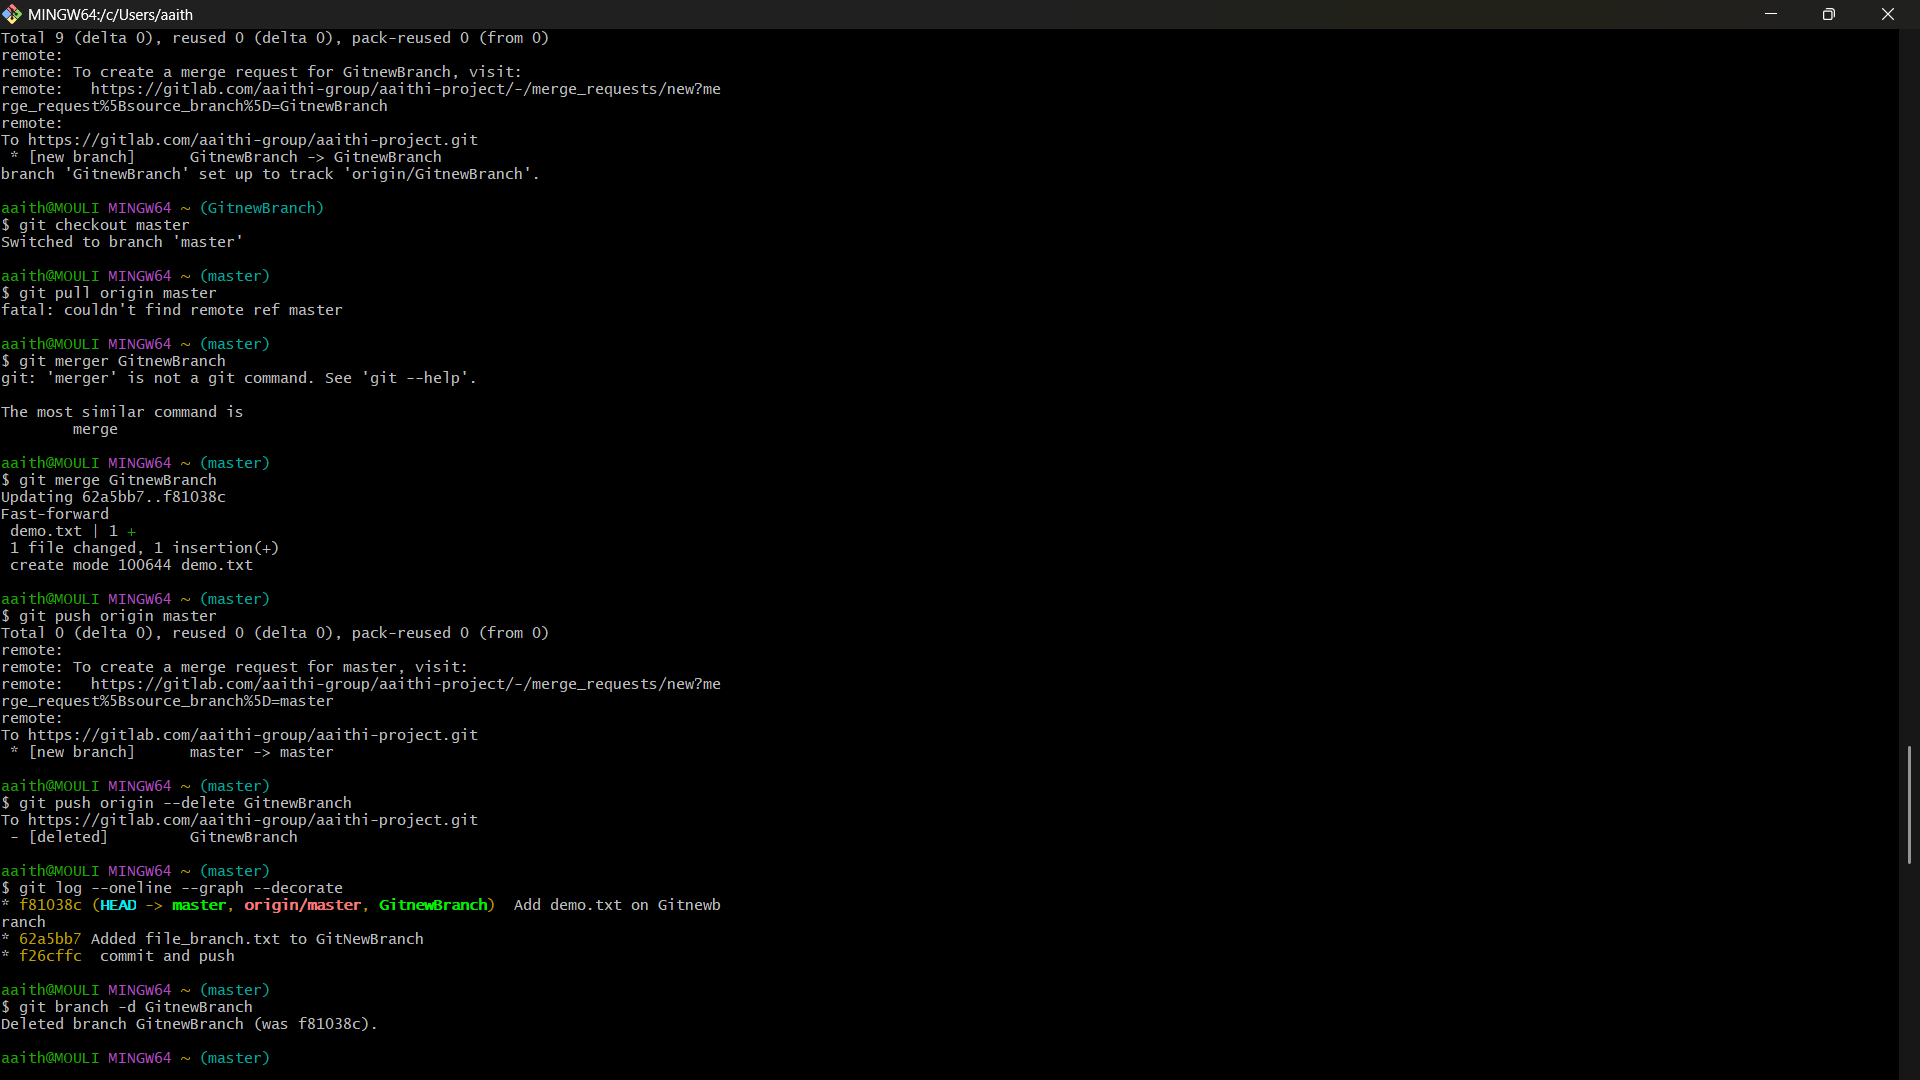 MINGW64:/c/Users/aaith
Total 9 (delta 0), reused 0 (delta 0), pack-reused 0 (from 0)
remote:
remote: To create a merge request for GitnewBranch, visit:
remote:   https://gitlab.com/aaithi-group/aaithi-project/-/merge_requests/new?me
rge_request%5Bsource_branch%5D=GitnewBranch
remote:
To https://gitlab.com/aaithi-group/aaithi-project.git
 * [new branch]      GitnewBranch -> GitnewBranch
branch 'GitnewBranch' set up to track 'origin/GitnewBranch'.
aaith@MOULI MINGW64 ~ (GitnewBranch)
$ git checkout master
Switched to branch 'master'
aaith@MOULI MINGW64 ~ (master)
$ git pull origin master
fatal: couldn't find remote ref master
aaith@MOULI MINGW64 ~ (master)
$ git merger GitnewBranch
git: 'merger' is not a git command. See 'git --help'.
The most similar command is
        merge
aaith@MOULI MINGW64 ~ (master)
$ git merge GitnewBranch
Updating 62a5bb7..f81038c
Fast-forward
 demo.txt | 1 +
 1 file changed, 1 insertion(+)
 create mode 100644 demo.txt
aaith@MOULI MINGW64 ~ (master)
$ git push origin master
Total 0 (delta 0), reused 0 (delta 0), pack-reused 0 (from 0)
remote:
remote: To create a merge request for master, visit:
remote:   https://gitlab.com/aaithi-group/aaithi-project/-/merge_requests/new?me
rge_request%5Bsource_branch%5D=master
remote:
To https://gitlab.com/aaithi-group/aaithi-project.git
 * [new branch]      master -> master
aaith@MOULI MINGW64 ~ (master)
$ git push origin --delete GitnewBranch
To https://gitlab.com/aaithi-group/aaithi-project.git
 - [deleted]         GitnewBranch
aaith@MOULI MINGW64 ~ (master)
$ git log --oneline --graph --decorate
* f81038c (HEAD -> master, origin/master, GitnewBranch)  Add demo.txt on Gitnewb
ranch
* 62a5bb7 Added file_branch.txt to GitNewBranch
* f26cffc  commit and push
aaith@MOULI MINGW64 ~ (master)
$ git branch -d GitnewBranch
Deleted branch GitnewBranch (was f81038c).
aaith@MOULI MINGW64 ~ (master)